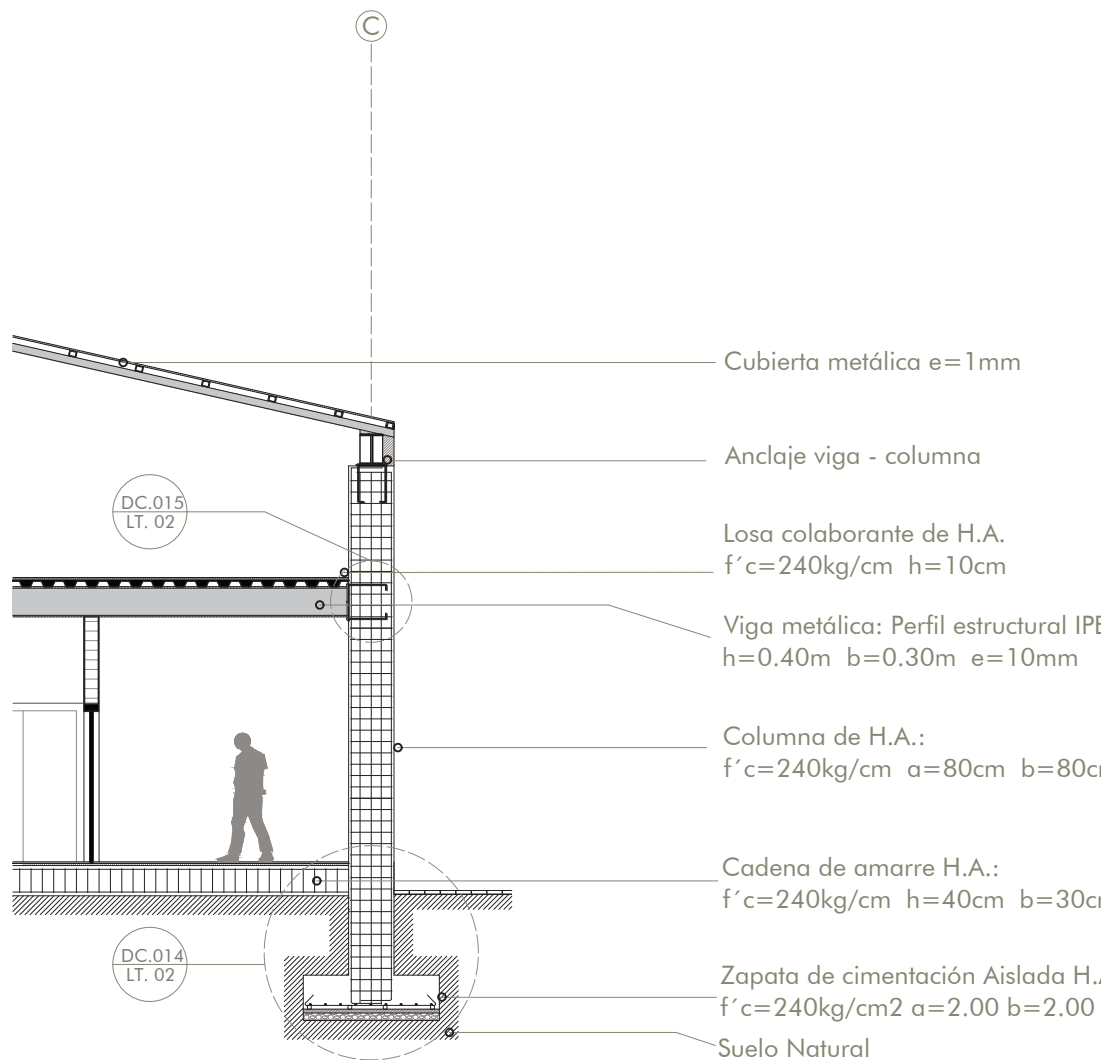 C
Cubierta metálica e=1mm
Anclaje viga - columna
DC.015
LT. 02
Losa colaborante de H.A.
f´c=240kg/cm h=10cm
Viga metálica: Perfil estructural IPE
h=0.40m b=0.30m e=10mm
Columna de H.A.:
f´c=240kg/cm a=80cm b=80cm
Cadena de amarre H.A.:
f´c=240kg/cm h=40cm b=30cm
DC.014
LT. 02
Zapata de cimentación Aislada H.A
f´c=240kg/cm2 a=2.00 b=2.00
Suelo Natural